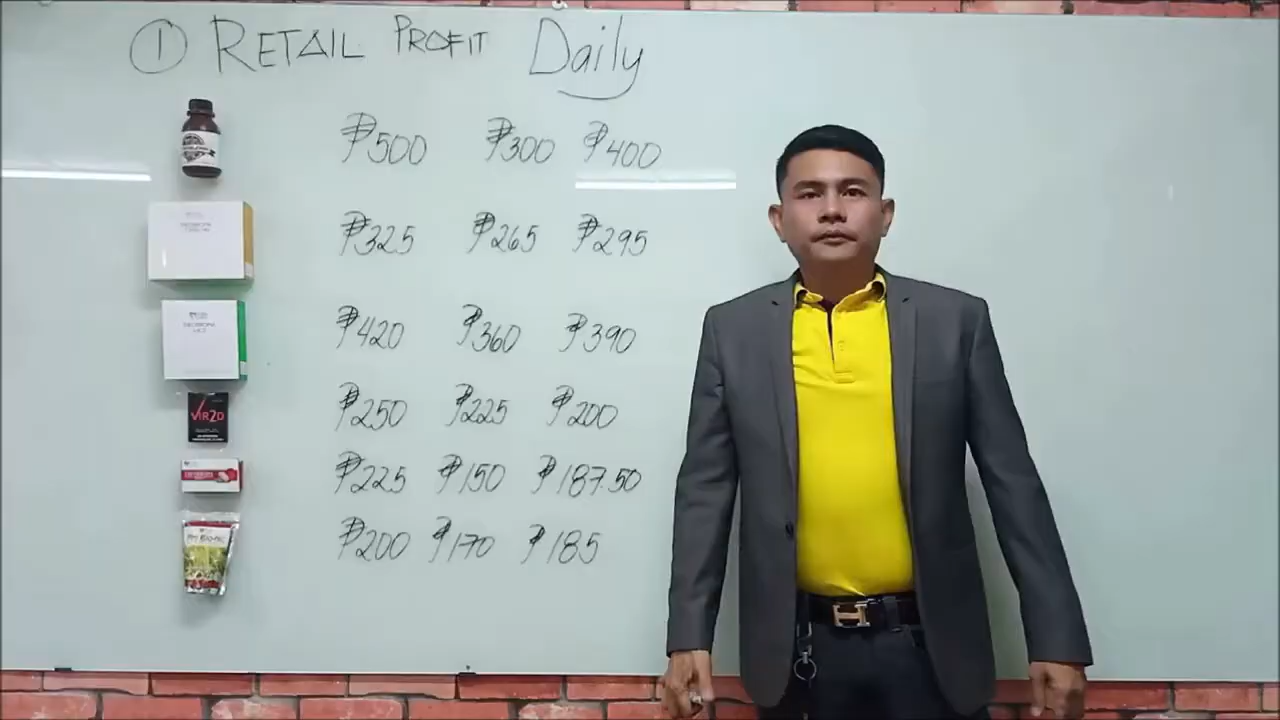 ① RETAIL PROFIT Daily
₱500 ₱300 ₱400
₱325 ₱265 ₱295
₱420 ₱360 ₱390
VIR2D
₱250 ₱225 ₱200
₱225 ₱150 ₱187.50
₱200 ₱170 ₱185